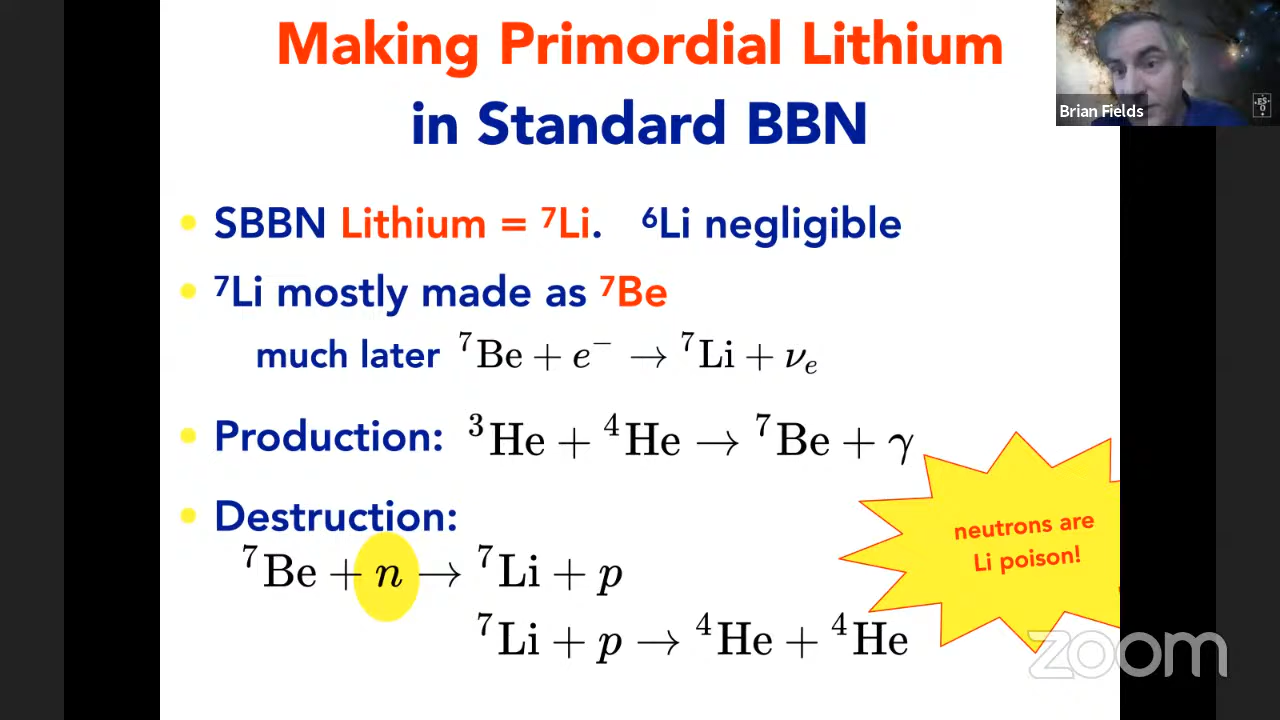 Making Primordial Lithium
in Standard BBN
Brian Fields
SBBN Lithium = ⁷Li. ⁶Li negligible
⁷Li mostly made as ⁷Be
much later ⁷Be + e⁻ → ⁷Li + νₑ
Production: ³He + ⁴He → ⁷Be + γ
Destruction:
⁷Be + n → ⁷Li + p
⁷Li + p → ⁴He + ⁴He
neutrons are
Li poison!
zoom